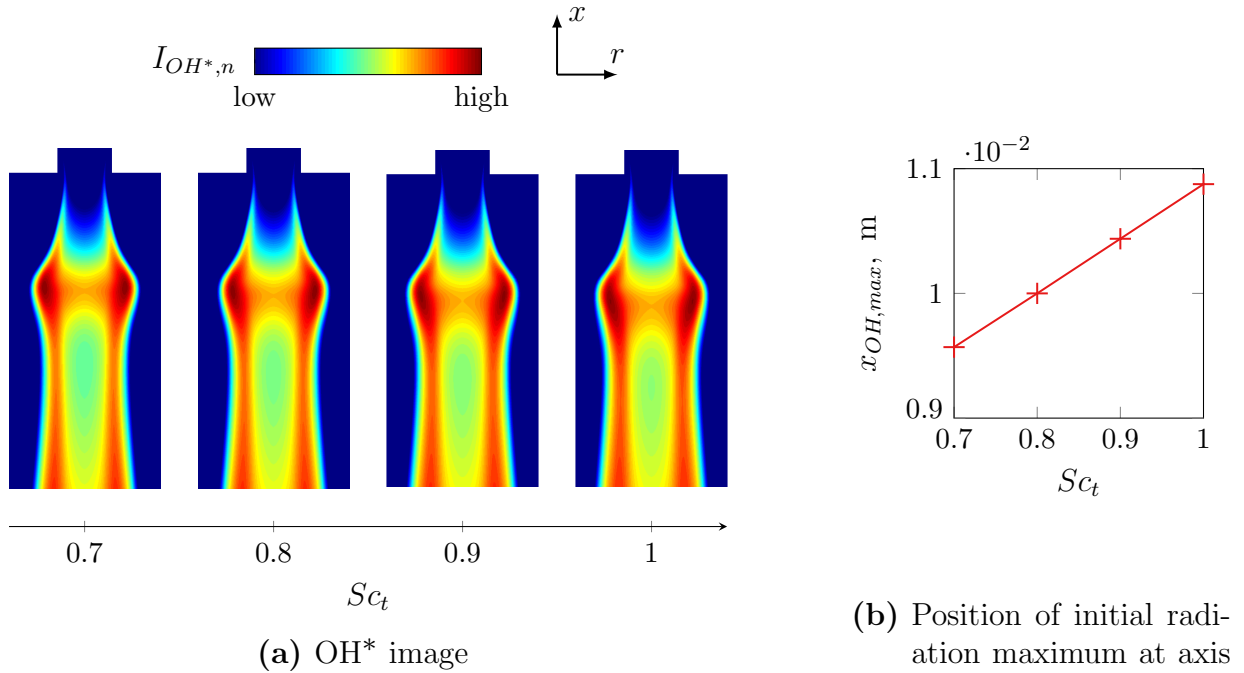 x
r
I_{OH*,n}
low high
·10^{-2}
1.1
1
0.9
x_{OH,max}, m
0.7 0.8 0.9 1
Sc_t
0.7 0.8 0.9 1
Sc_t
(a) OH* image
(b) Position of initial radi-
ation maximum at axis